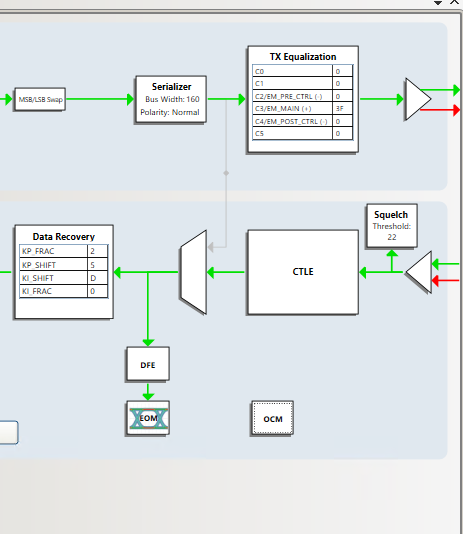 MSB/LSB Swap
Serializer
Bus Width: 160
Polarity: Normal
TX Equalization
C0 0
C1 0
C2/EM_PRE_CTRL (-) 0
C3/EM_MAIN (+) 3F
C4/EM_POST_CTRL (-) 0
C5 0
Data Recovery
KP_FRAC 2
KP_SHIFT 5
KI_SHIFT D
KI_FRAC 0
CTLE
Squelch
Threshold:
22
DFE
EOM
OCM